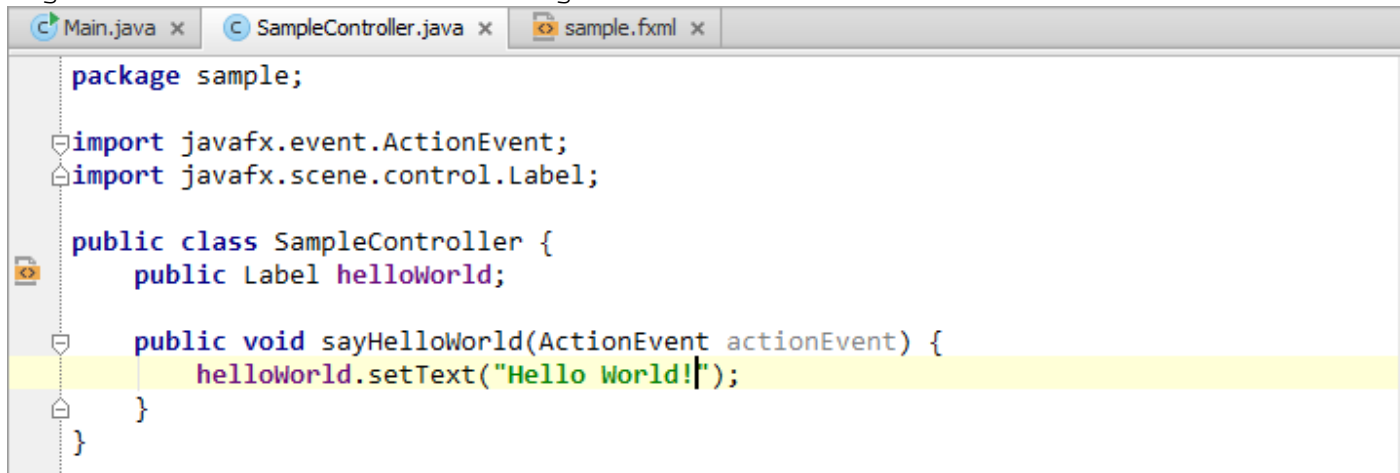 Main.java
SampleController.java
sample.fxml
package sample;
import javafx.event.ActionEvent;
import javafx.scene.control.Label;
public class SampleController {
public Label helloWorld;
public void sayHelloWorld(ActionEvent actionEvent) {
helloWorld.setText("Hello World!");
}
}